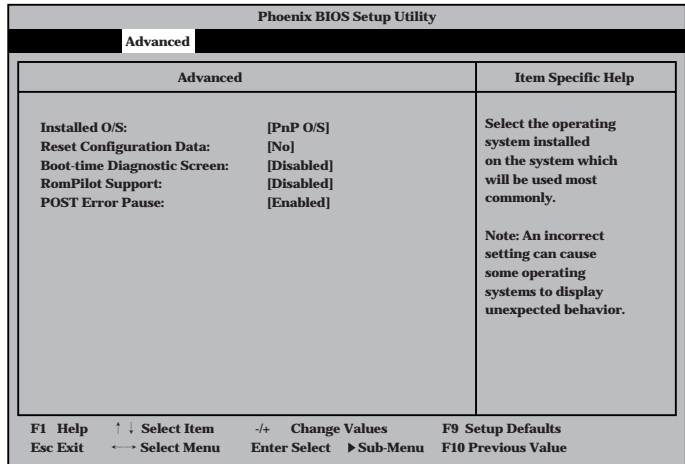 Phoenix BIOS Setup Utility
Advanced
Advanced
Item Specific Help
Installed O/S: [PnP O/S]
Reset Configuration Data: [No]
Boot-time Diagnostic Screen: [Disabled]
RomPilot Support: [Disabled]
POST Error Pause: [Enabled]
Select the operating
system installed
on the system which
will be used most
commonly.
Note: An incorrect
setting can cause
some operating
systems to display
unexpected behavior.
F1 Help ↑ ↓ Select Item -/+ Change Values F9 Setup Defaults
Esc Exit ←→ Select Menu Enter Select ▶ Sub-Menu F10 Previous Value